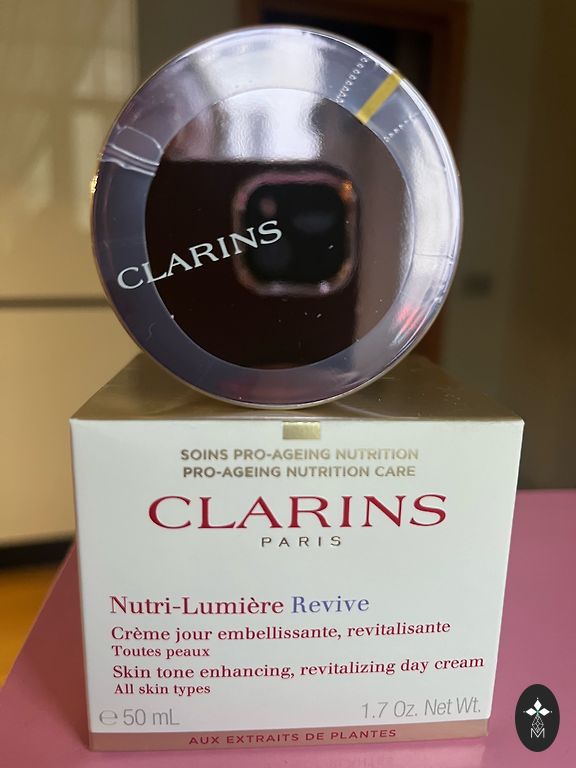 CLARINS
SOINS PRO-AGEING NUTRITION
PRO-AGEING NUTRITION CARE
CLARINS
PARIS
Nutri-Lumière Revive
Crème jour embellissante, revitalisante
Toutes peaux
Skin tone enhancing, revitalizing day cream
All skin types
℮ 50 mL 1.7 Oz. Net Wt.
AUX EXTRAITS DE PLANTES
M